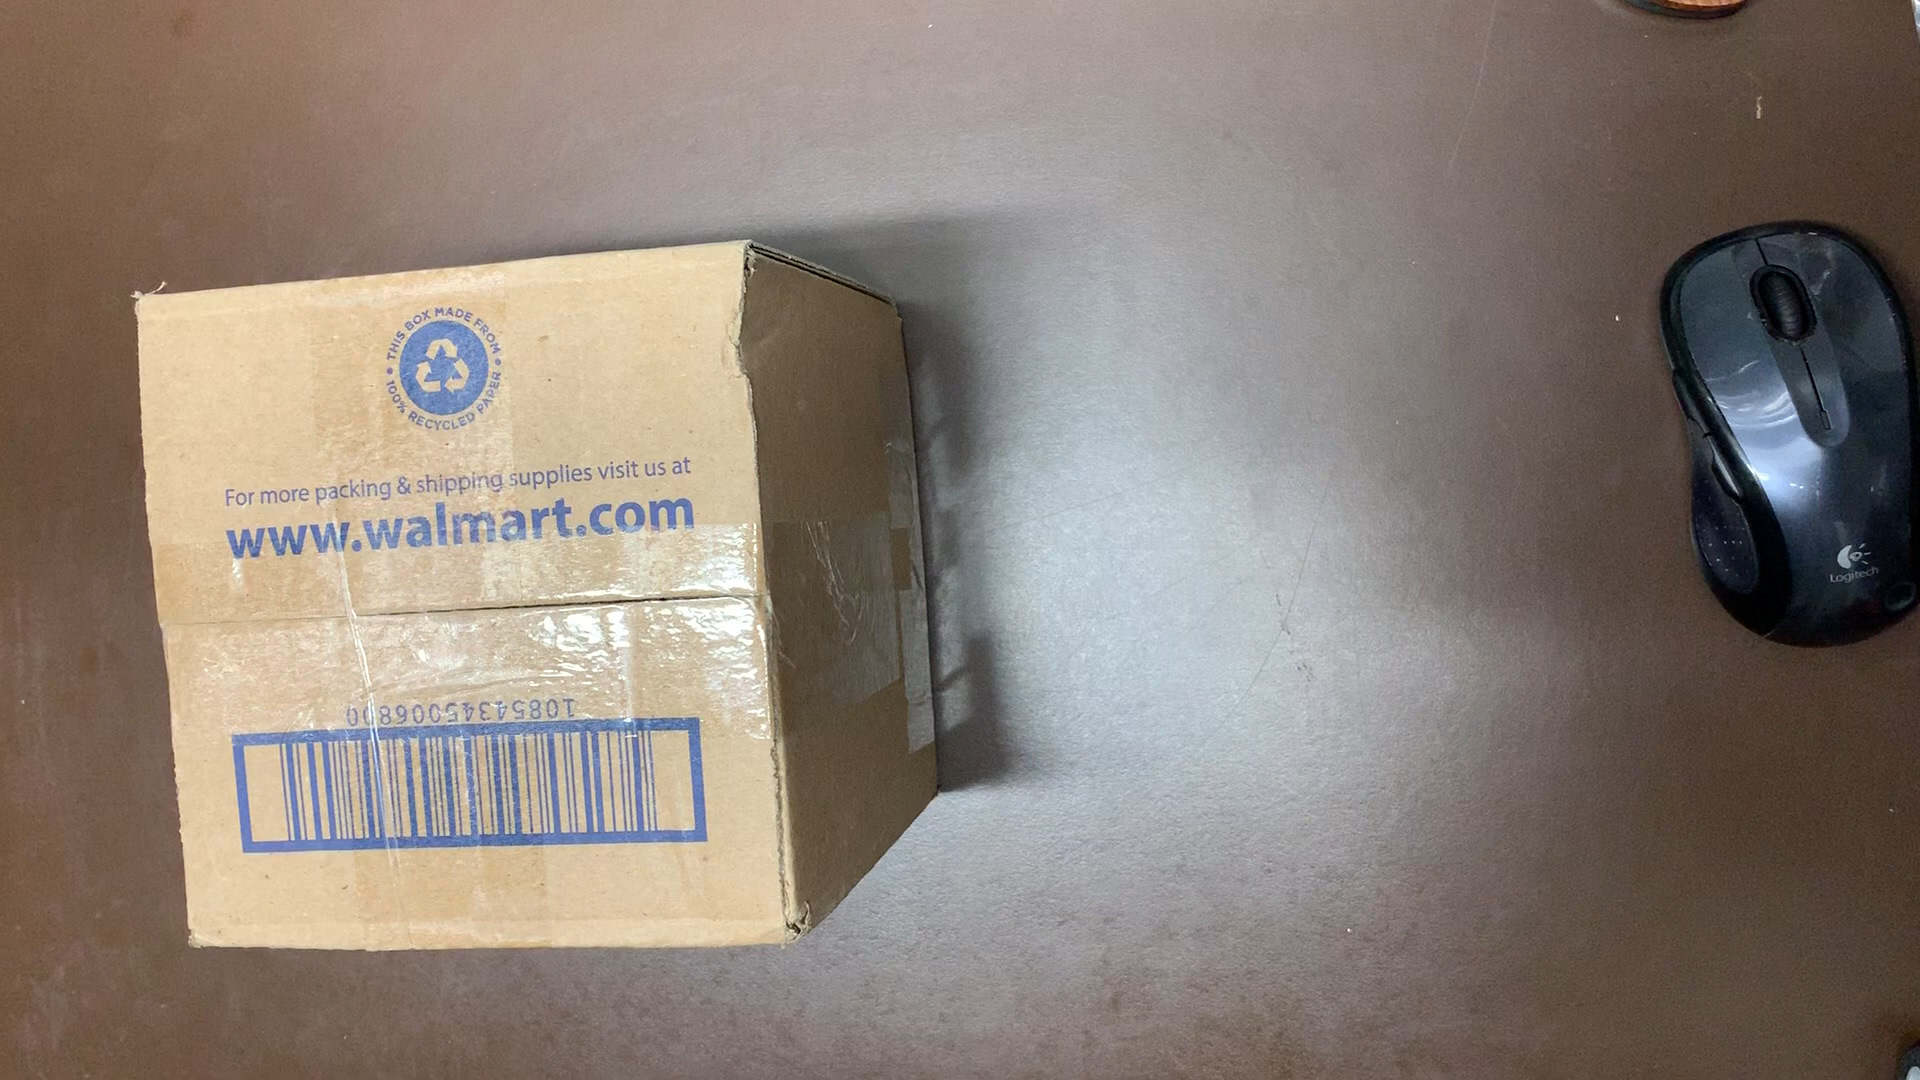 THIS BOX MADE FROM
100% RECYCLED PAPER
For more packing & shipping supplies visit us at
www.walmart.com
10854345006800
Logitech